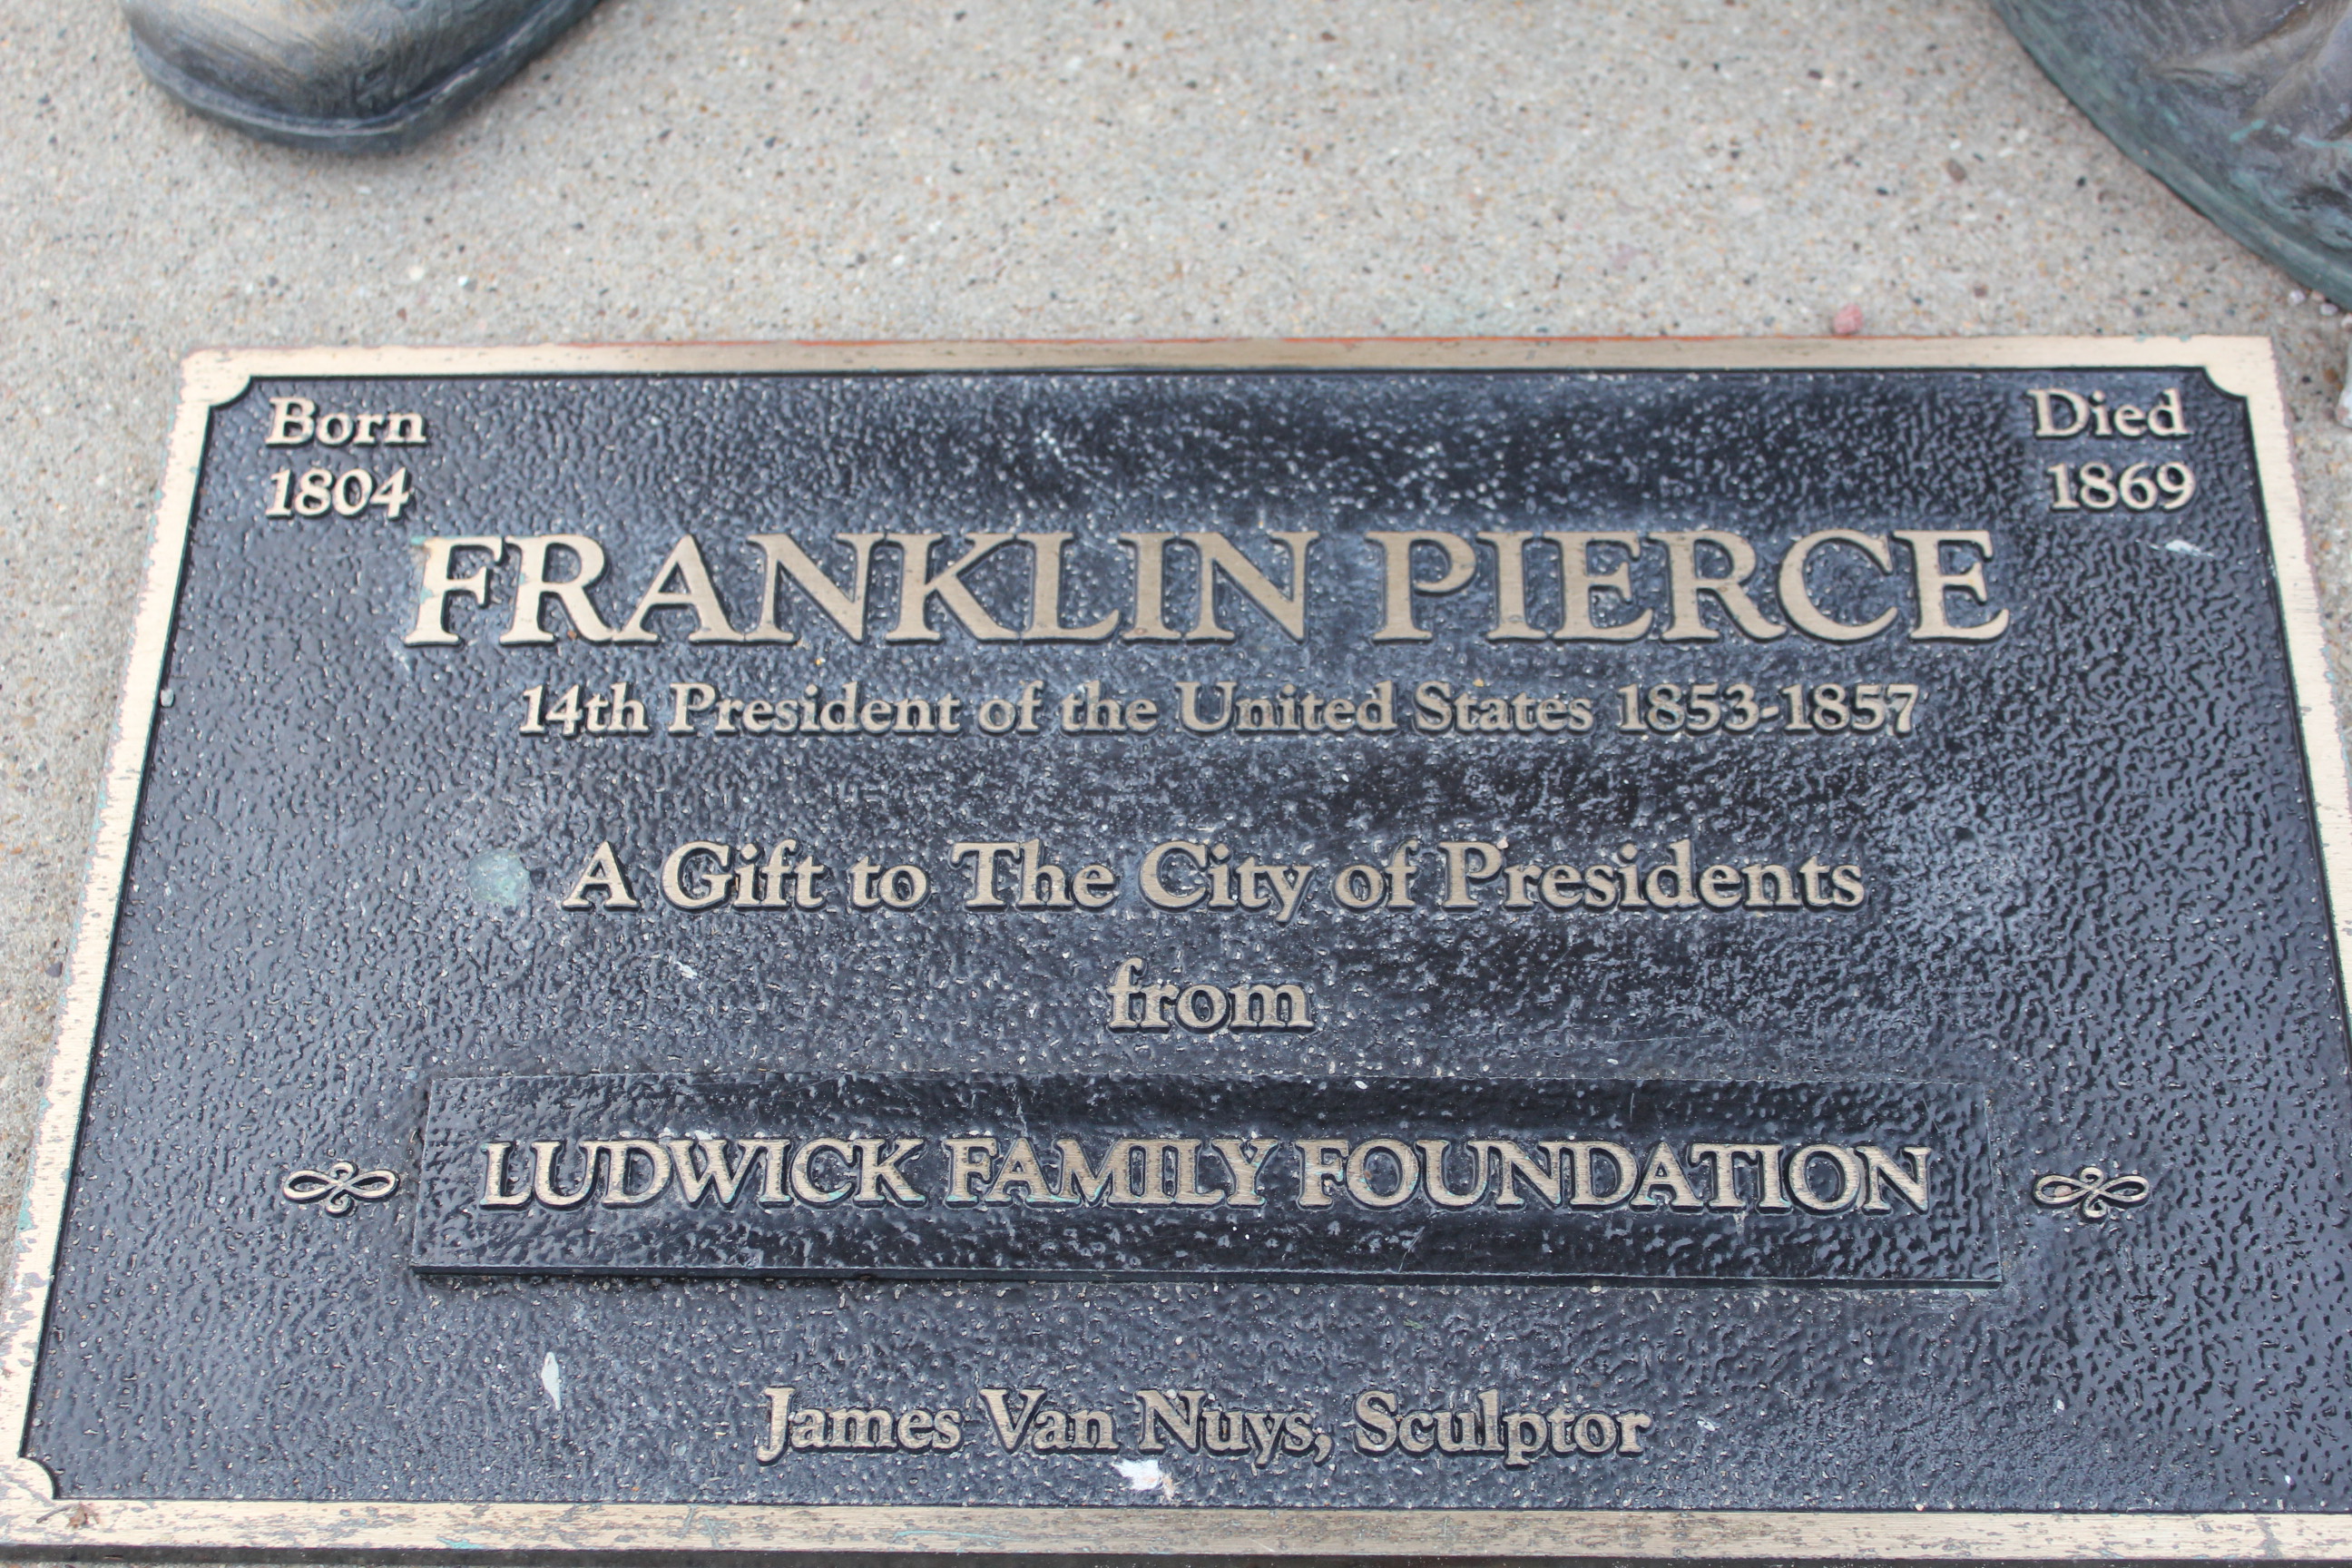 Born
1804
Died
1869
FRANKLIN PIERCE
14th President of the United States 1853-1857
A Gift to The City of Presidents
from
LUDWICK FAMILY FOUNDATION
James Van Nuys, Sculptor